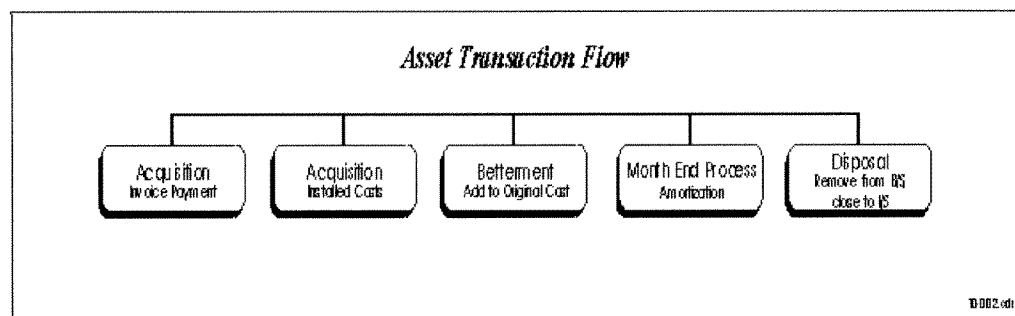 Asset Transaction Flow
Acquisition
Invoice Payment
Acquisition
Installed Costs
Betterment
Add to Original Cost
Month End Process
Amortization
Disposal
Remove from B/S
close to I/S